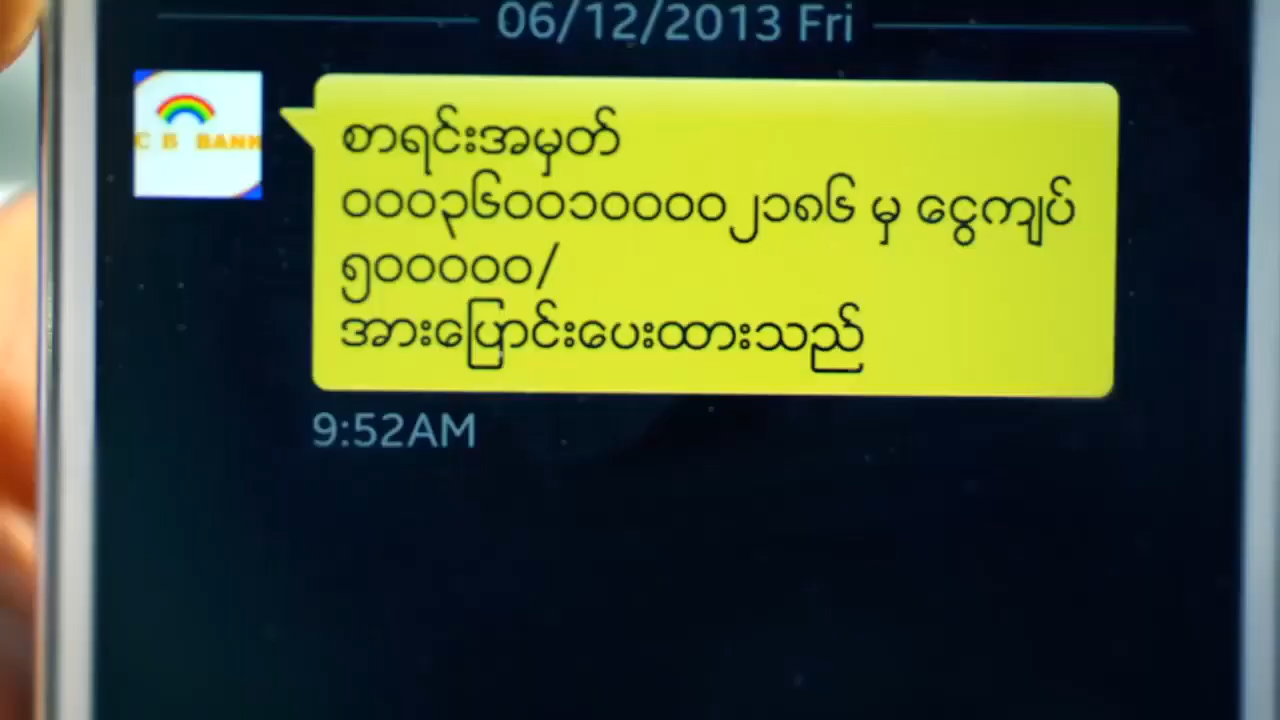 06/12/2013 Fri
C B BANK
စာရင်းအမှတ်
၀၀၀၃၆၀၀၁၀၀၀၀၂၁၈၆ မှ ငွေကျပ်
၅၀၀၀၀၀/
အားပြောင်းပေးထားသည်
9:52AM